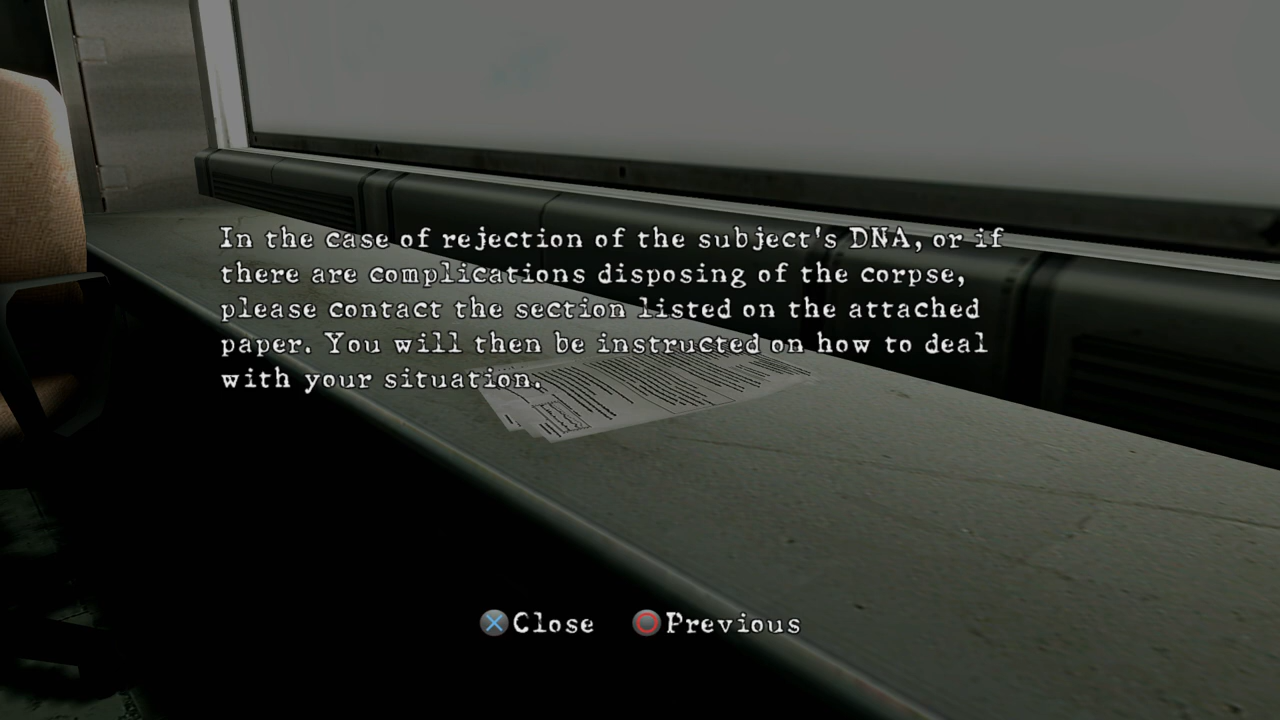 In the case of rejection of the subject's DNA, or if
there are complications disposing of the corpse,
please contact the section listed on the attached
paper. You will then be instructed on how to deal
with your situation.
Close Previous